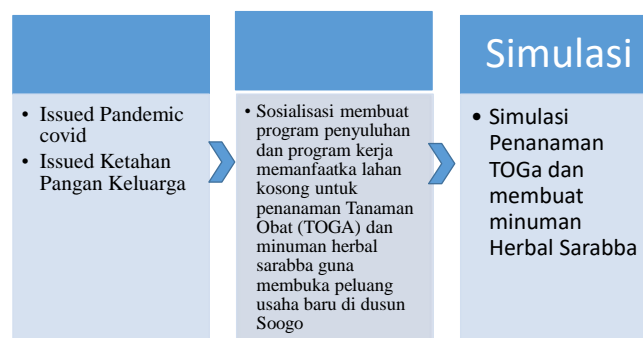 • Issued Pandemic
covid
• Issued Ketahan
Pangan Keluarga
• Sosialisasi membuat
program penyuluhan
dan program kerja
memanfaatka lahan
kosong untuk
penanaman Tanaman
Obat (TOGA) dan
minuman herbal
sarabba guna
membuka peluang
usaha baru di dusun
Soogo
Simulasi
• Simulasi
Penanaman
TOGa dan
membuat
minuman
Herbal Sarabba